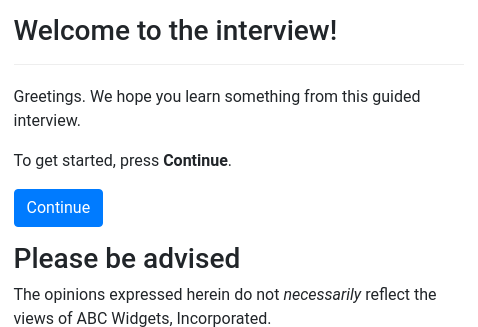 Welcome to the interview!
Greetings. We hope you learn something from this guided
interview.
To get started, press Continue.
Continue
Please be advised
The opinions expressed herein do not necessarily reflect the
views of ABC Widgets, Incorporated.